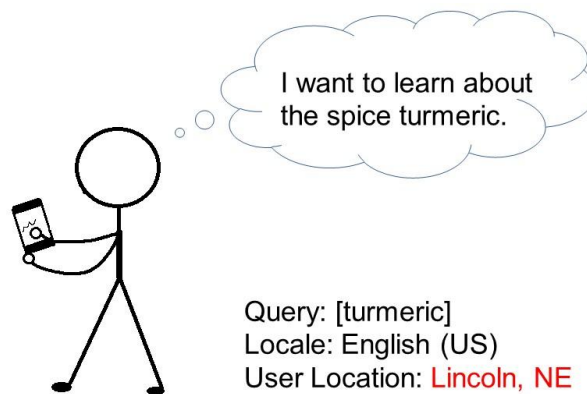 I want to learn about
the spice turmeric.
Query: [turmeric]
Locale: English (US)
User Location: Lincoln, NE